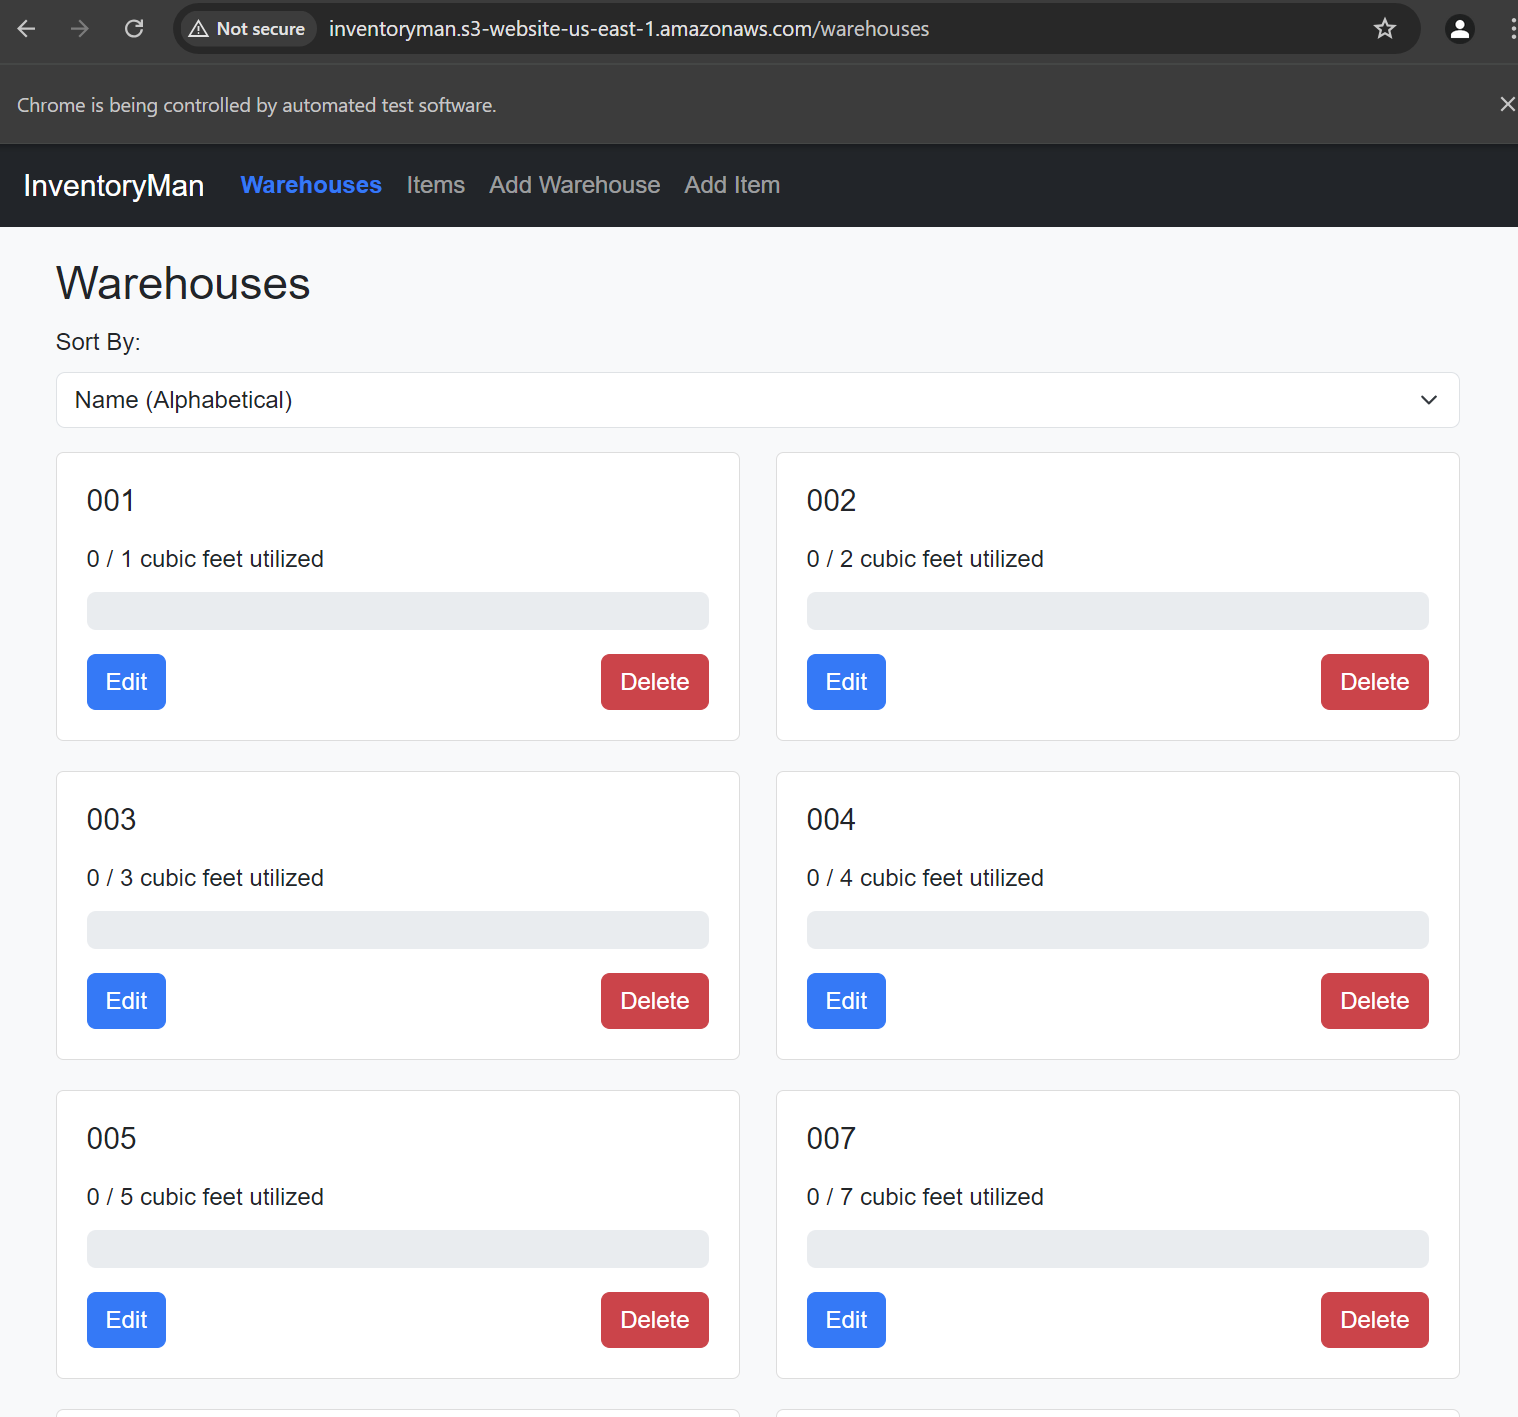 Not secure inventoryman.s3-website-us-east-1.amazonaws.com/warehouses
Chrome is being controlled by automated test software.
InventoryMan Warehouses Items Add Warehouse Add Item
Warehouses
Sort By:
Name (Alphabetical)
001
0 / 1 cubic feet utilized
Edit Delete
002
0 / 2 cubic feet utilized
Edit Delete
003
0 / 3 cubic feet utilized
Edit Delete
004
0 / 4 cubic feet utilized
Edit Delete
005
0 / 5 cubic feet utilized
Edit Delete
007
0 / 7 cubic feet utilized
Edit Delete